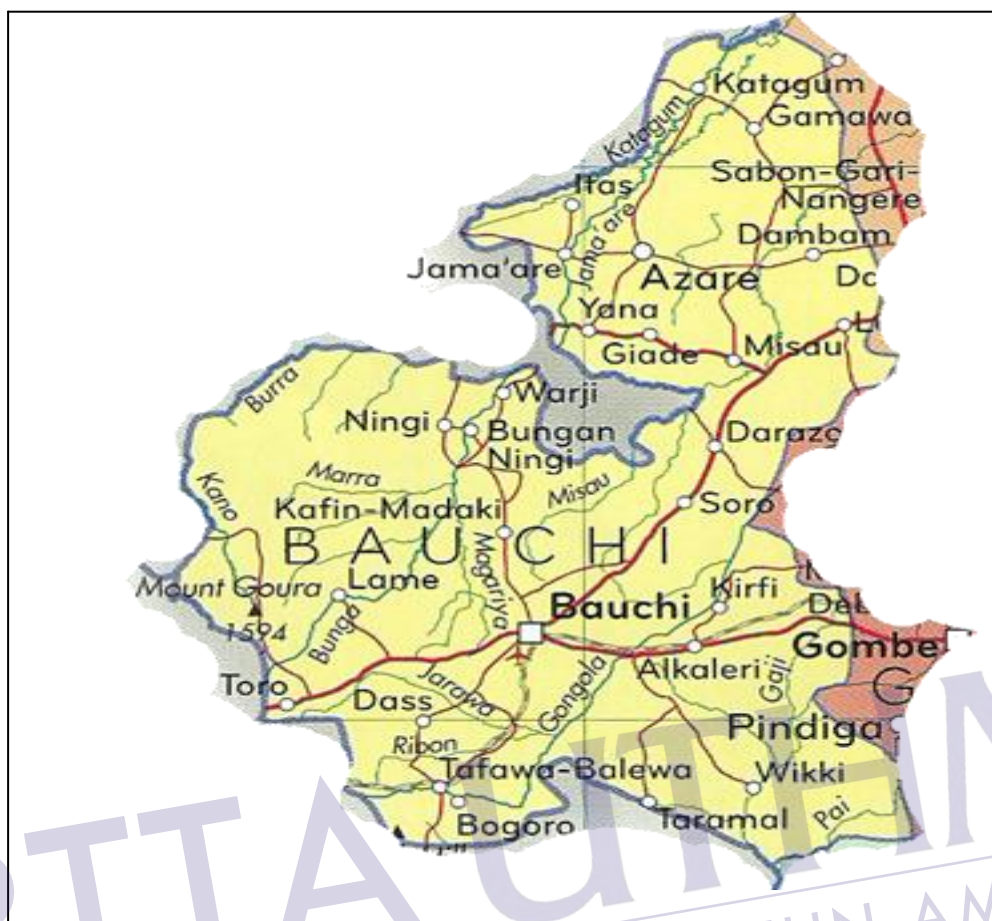 Katagum
Gamawa
Katagum
Sabon-Gari-
Nangere
Itas
Jama'are
Dambam
Jama'are
Azare
Yana
Giade
Misau
Burra
Warji
Ningi
Bungan
Ningi
Darazo
Marra
Misau
Kano
Kafin-Madaki
Soro
BAUCHI
Mount Goura
1594
Lame
Magariya
Kirfi
Bunga
Bauchi
Gombe
Alkaleri
Gaji
Toro
Dass
Jarawa
Gongola
G
Pindiga
Ribon
Tafawa-Balewa
Wikki
Bogoro
Taramal
Pai
PTTA UTHM